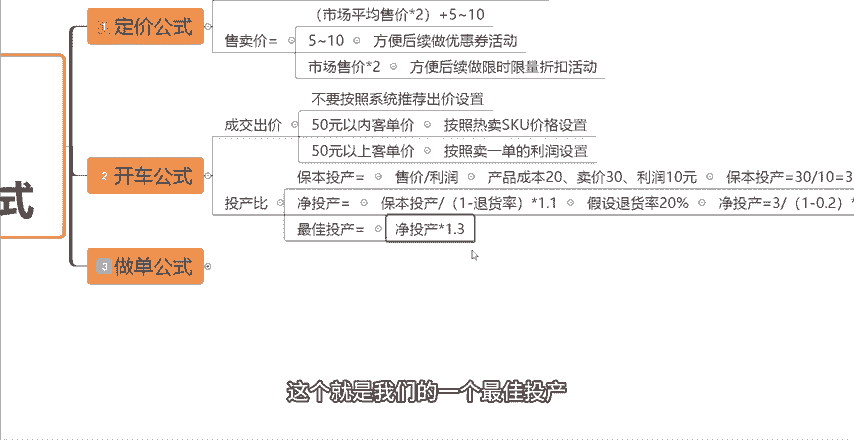 式
1 定价公式
售卖价=
（市场平均售价*2）+5~10
5~10 方便后续做优惠券活动
市场售价*2 方便后续做限时限量折扣活动
2 开车公式
成交出价
不要按照系统推荐出价设置
50元以内客单价 按照热卖SKU价格设置
50元以上客单价 按照卖一单的利润设置
投产比
保本投产= 售价/利润 产品成本20、卖价30、利润10元 保本投产=30/10=3
净投产= 保本投产/（1-退货率）*1.1 假设退货率20% 净投产=3/（1-0.2）*
最佳投产= 净投产*1.3
3 做单公式
这个就是我们的一个最佳投产